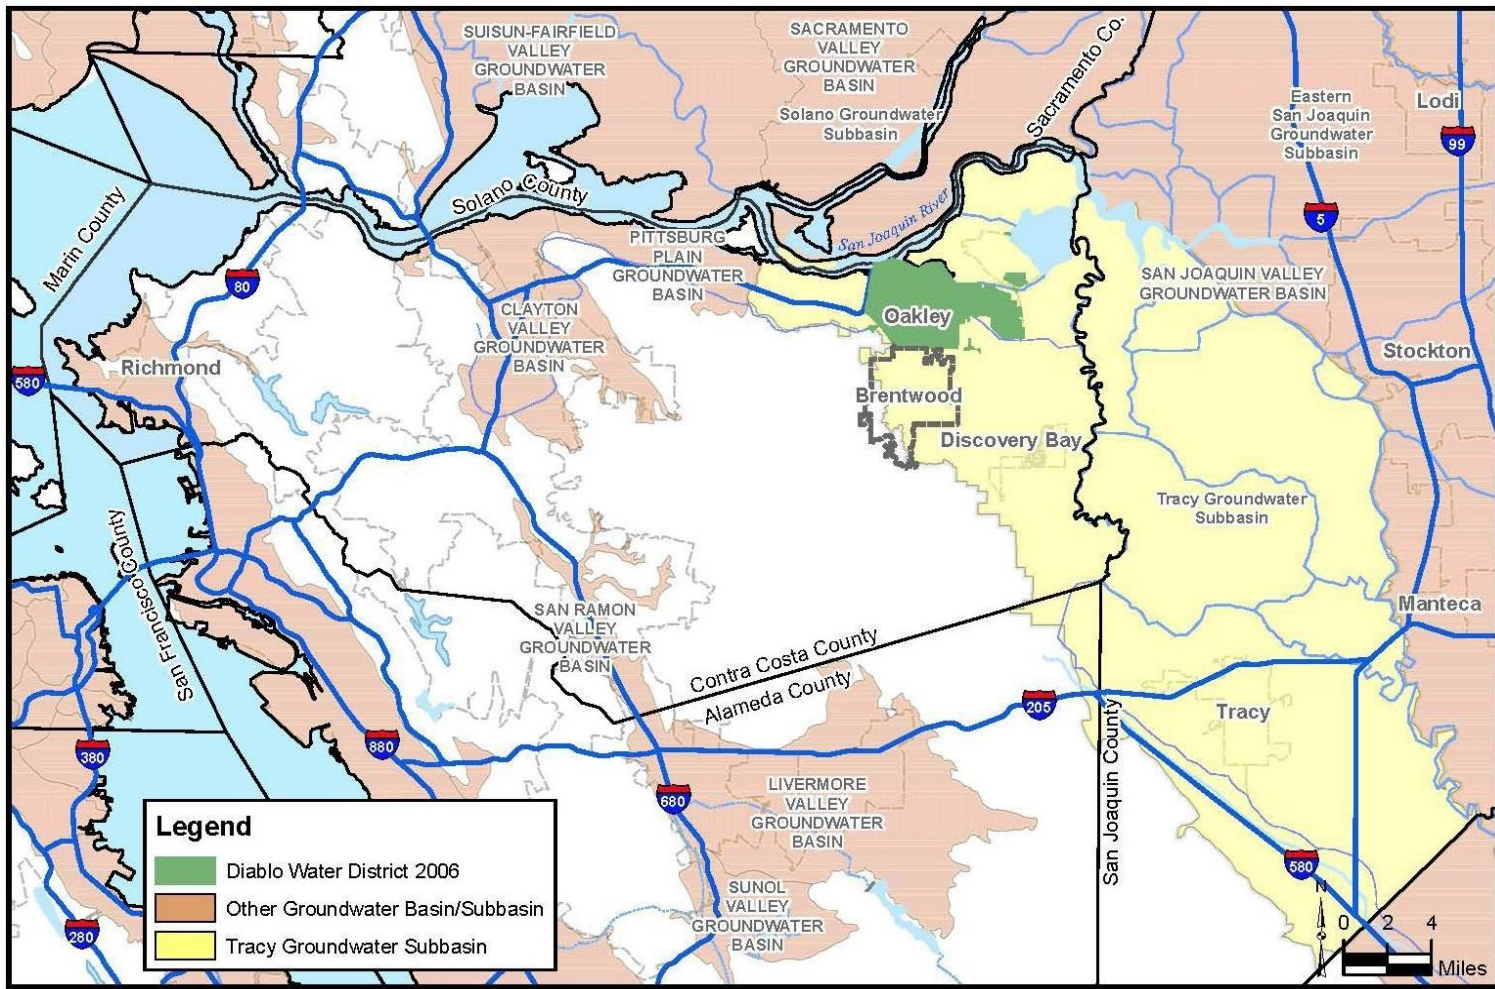 SUISUN-FAIRFIELD
VALLEY
GROUNDWATER
BASIN
SACRAMENTO
VALLEY
GROUNDWATER
BASIN
Solano Groundwater
Subbasin
Sacramento Co.
Eastern
San Joaquin
Groundwater
Subbasin
Lodi
99
5
Marin County
Solano County
San Joaquin River
PITTSBURG
PLAIN
GROUNDWATER
BASIN
80
SAN JOAQUIN VALLEY
GROUNDWATER BASIN
CLAYTON
VALLEY
GROUNDWATER
BASIN
Oakley
Richmond
580
Stockton
Brentwood
Discovery Bay
Tracy Groundwater
Subbasin
San Francisco County
SAN RAMON
VALLEY
GROUNDWATER
BASIN
Manteca
Contra Costa County
Alameda County
205
Tracy
San Joaquin County
380
880
680
LIVERMORE
VALLEY
GROUNDWATER
BASIN
580
SUNOL
VALLEY
GROUNDWATER
BASIN
280
Legend
Diablo Water District 2006
Other Groundwater Basin/Subbasin
Tracy Groundwater Subbasin
N
0 2 4
Miles